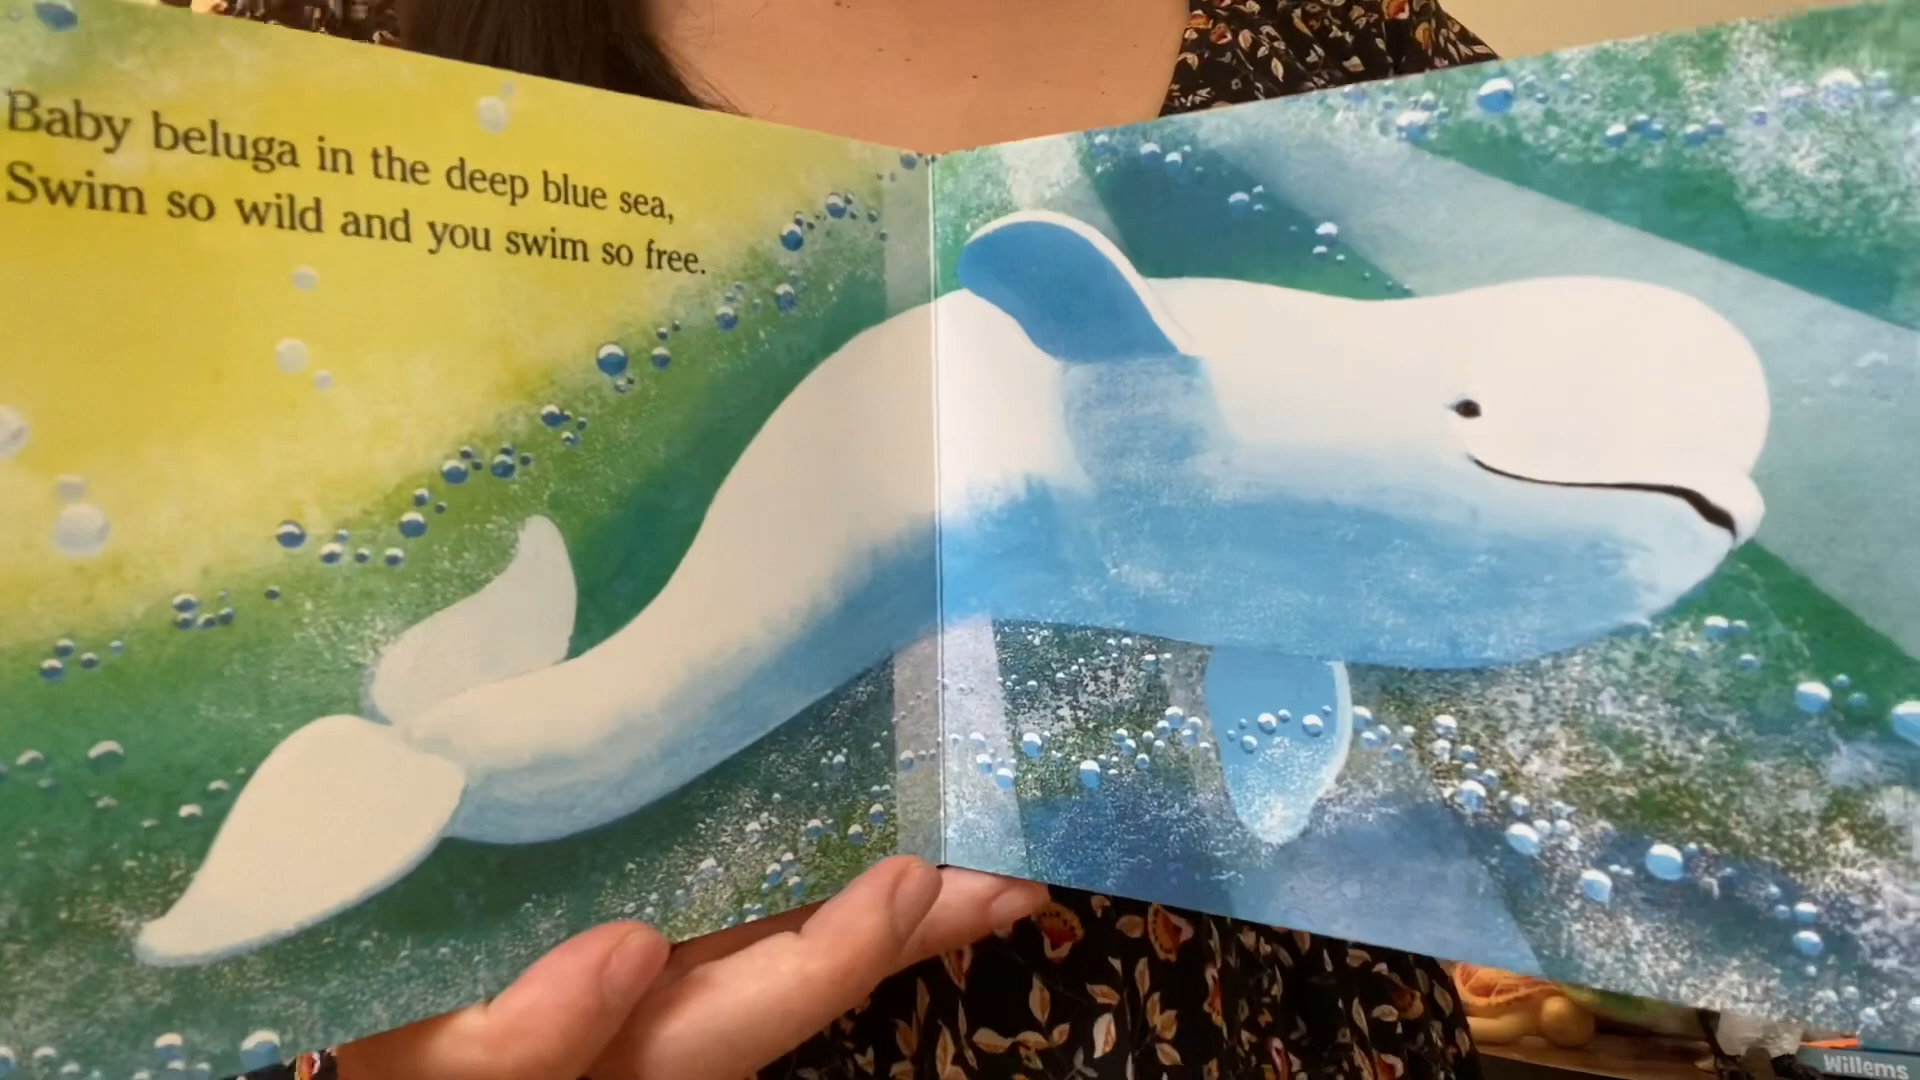 Baby beluga in the deep blue sea,
Swim so wild and you swim so free.
Willems